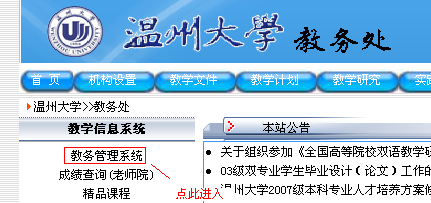 温州大学 教务处
WENZHOU UNIVERSITY
首 页 机构设置 教学文件 教学计划 教学研究 实践
温州大学>>教务处
教学信息系统
教务管理系统
成绩查询(老师院)
精品课程
点此进入
本站公告
关于组织参加《全国高等院校双语教学研
03级双专业学生毕业设计(论文)工作的
温州大学2007级本科专业人才培养方案修